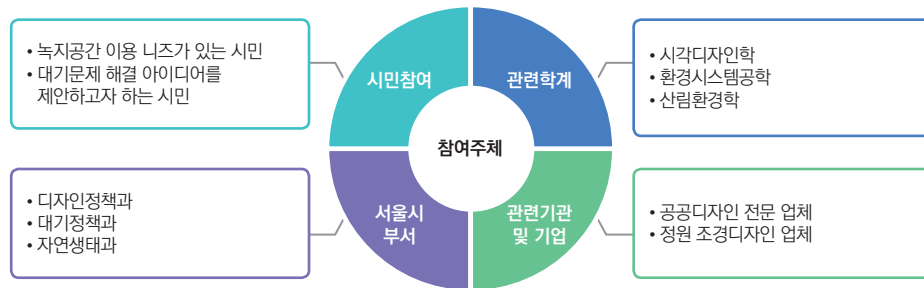 • 녹지공간 이용 니즈가 있는 시민
• 대기문제 해결 아이디어를
제안하고자 하는 시민
시민참여
관련학계
• 시각디자인학
• 환경시스템공학
• 산림환경학
참여주체
• 디자인정책과
• 대기정책과
• 자연생태과
서울시
부서
관련기관
및 기업
• 공공디자인 전문 업체
• 정원 조경디자인 업체